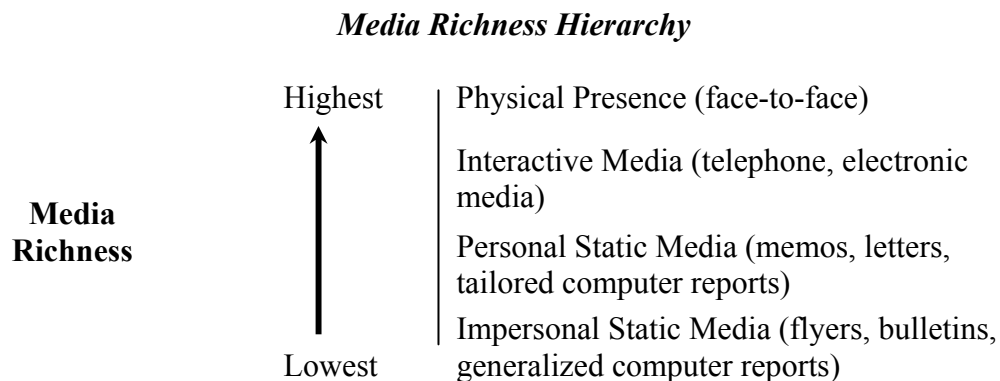 Media Richness Hierarchy
Highest
Physical Presence (face-to-face)
Interactive Media (telephone, electronic
media)
Media
Richness
Personal Static Media (memos, letters,
tailored computer reports)
Impersonal Static Media (flyers, bulletins,
generalized computer reports)
Lowest